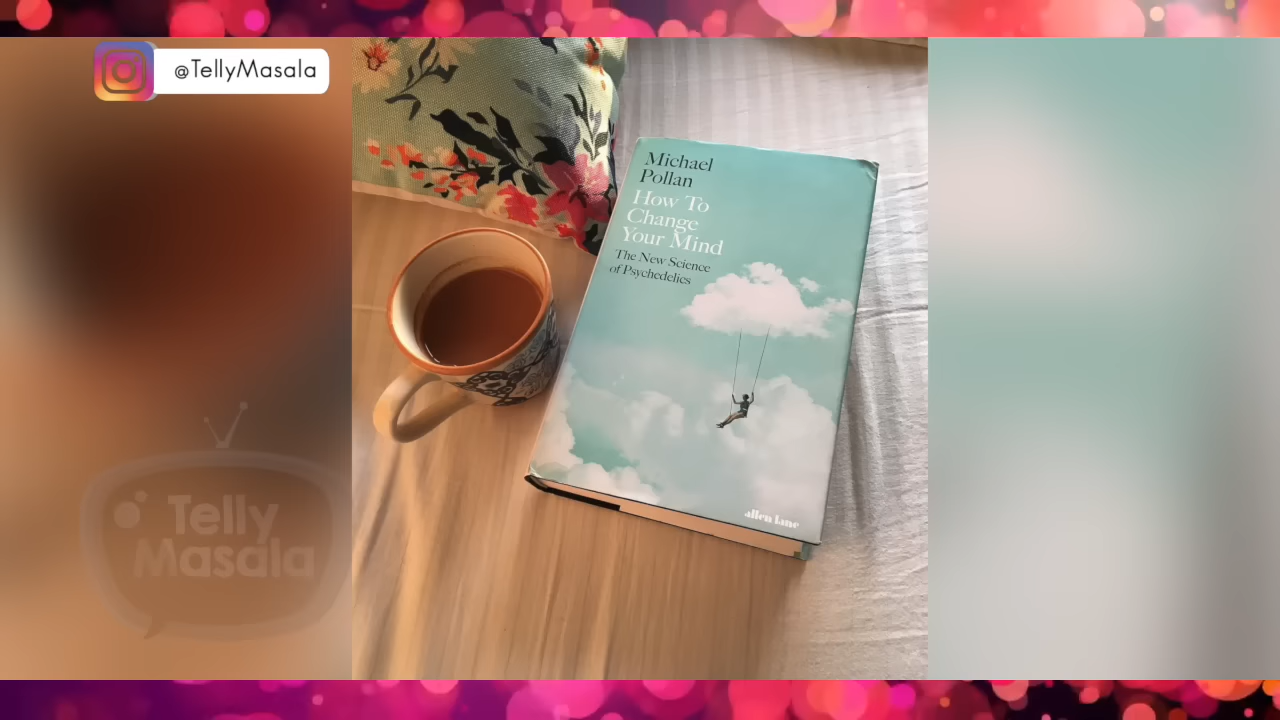 @TellyMasala
Michael
Pollan
How To
Change
Your Mind
The New Science
of Psychedelics
allen lane
Telly
Masala